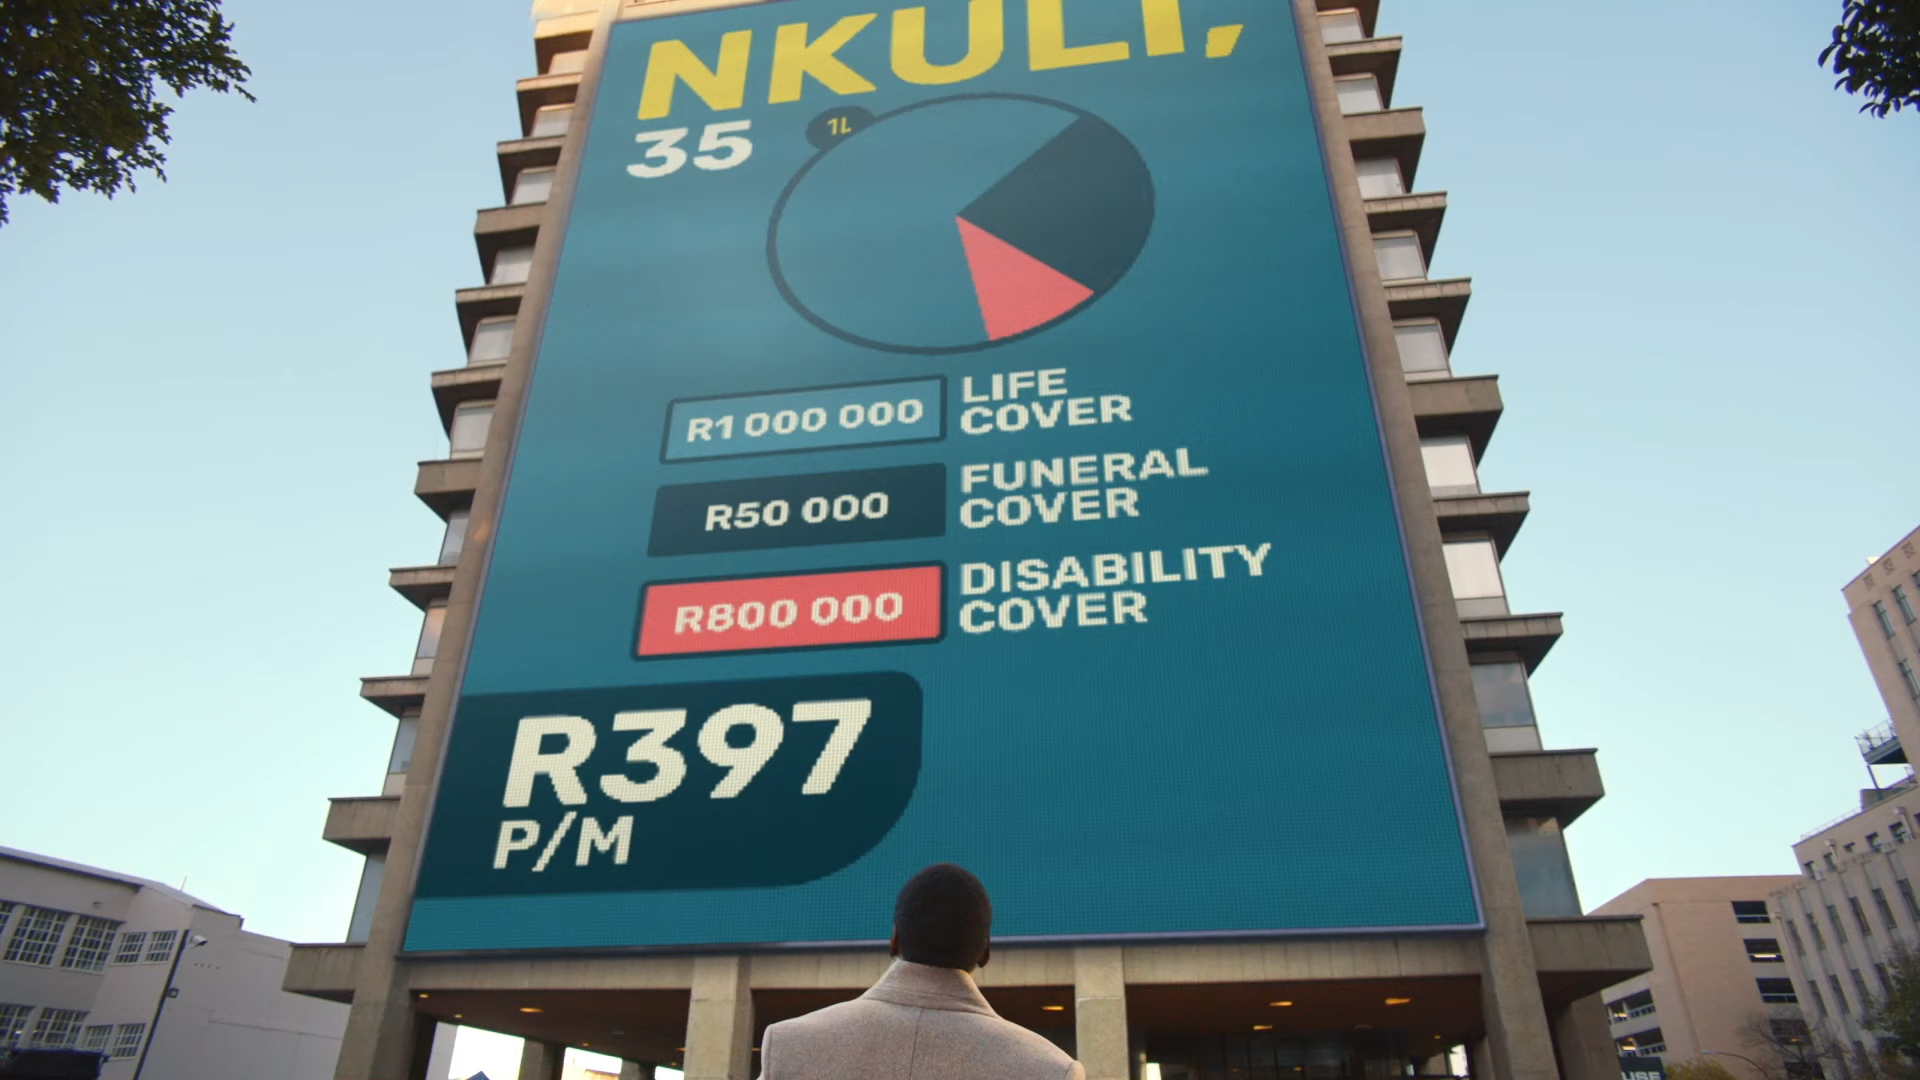 NKULI,
35
1L
R1 000 000
LIFE
COVER
R50 000
FUNERAL
COVER
R800 000
DISABILITY
COVER
R397
P/M